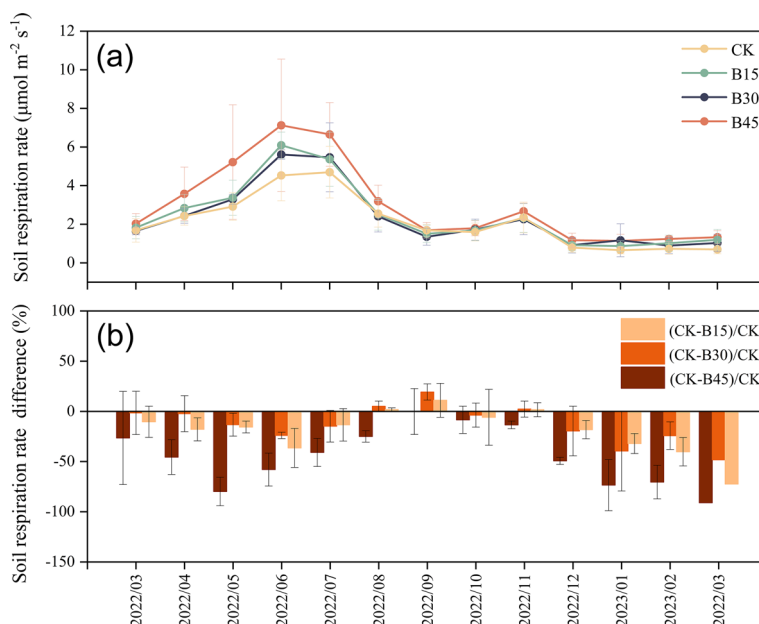 (a)
Soil respiration rate (μmol m⁻² s⁻¹)
12
10
8
6
4
2
0
CK
B15
B30
B45
(b)
Soil respiration rate difference (%)
100
50
0
-50
-100
-150
(CK-B15)/CK
(CK-B30)/CK
(CK-B45)/CK
2022/03
2022/04
2022/05
2022/06
2022/07
2022/08
2022/09
2022/10
2022/11
2022/12
2023/01
2023/02
2022/03